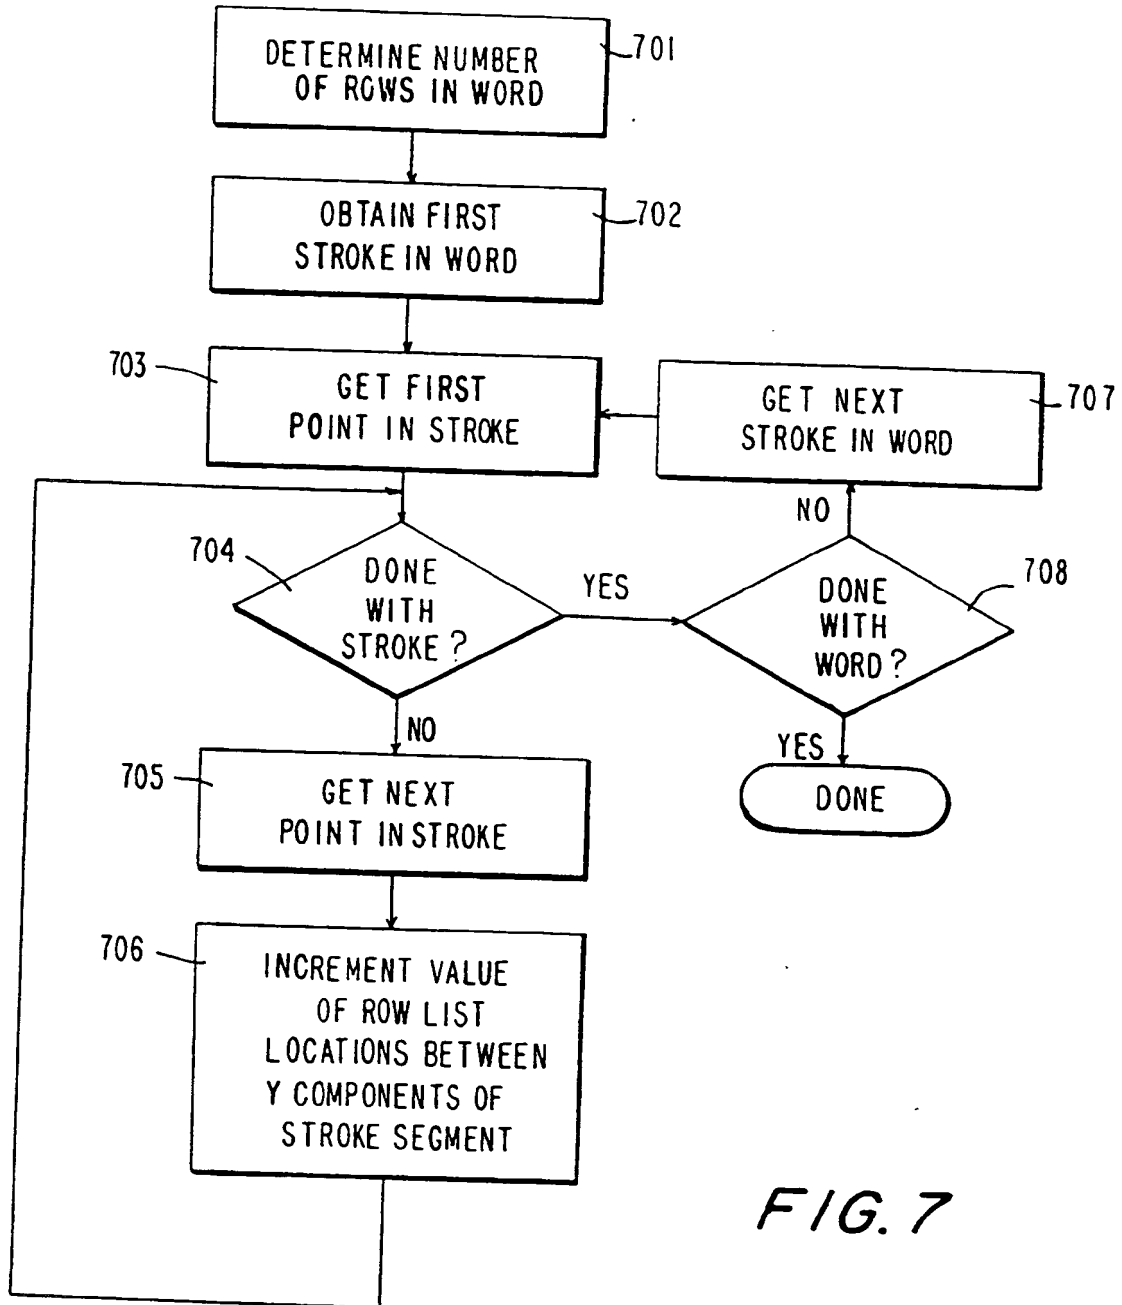 DETERMINE NUMBER
OF ROWS IN WORD
701
OBTAIN FIRST
STROKE IN WORD
702
703
GET FIRST
POINT IN STROKE
GET NEXT
STROKE IN WORD
707
NO
704
DONE
WITH
STROKE?
YES
DONE
WITH
WORD?
708
NO
YES
DONE
705
GET NEXT
POINT IN STROKE
706
INCREMENT VALUE
OF ROW LIST
LOCATIONS BETWEEN
Y COMPONENTS OF
STROKE SEGMENT
FIG. 7